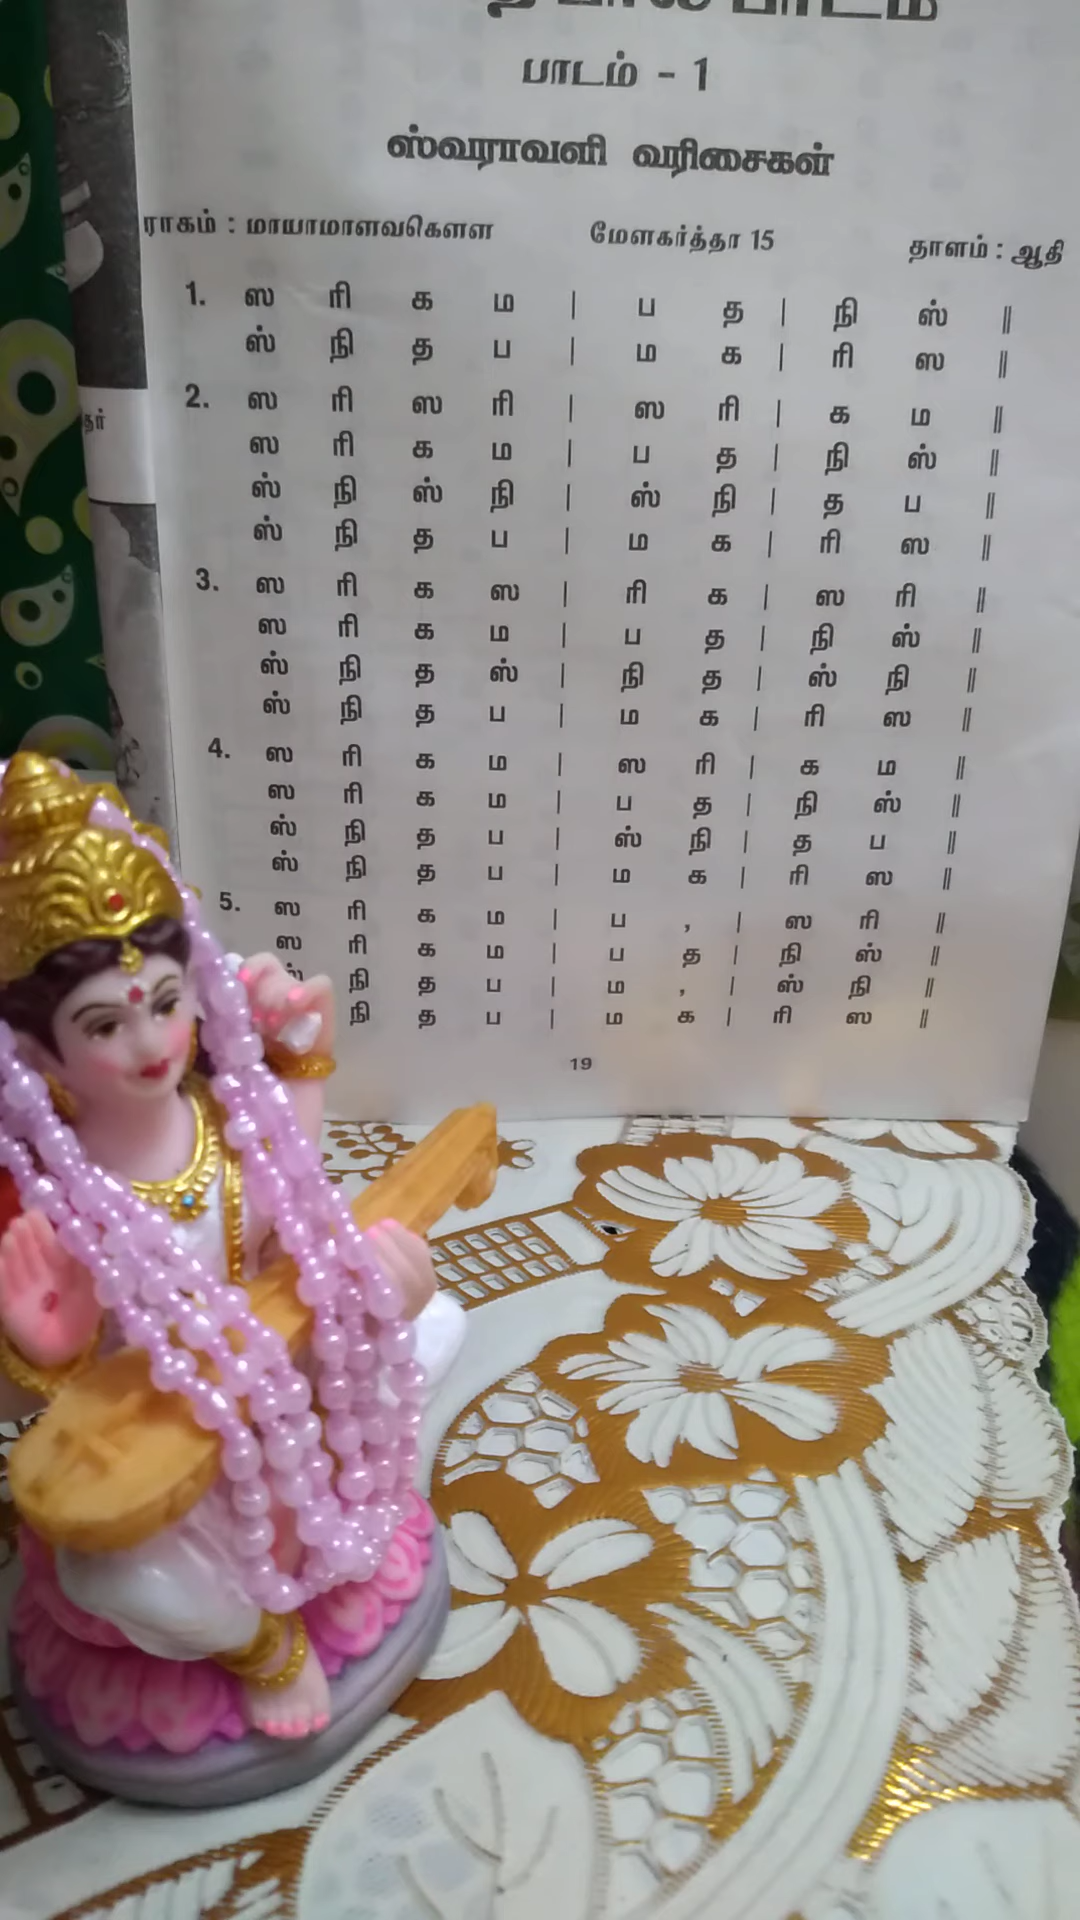 பாடம் - 1
ஸ்வராவளி வரிசைகள்
ராகம் : மாயாமாளவகௌள மேளகர்த்தா 15 தாளம் : ஆதி
1. ஸ ரி க ம | ப த | நி ஸ் ||
ஸ் நி த ப | ம க | ரி ஸ ||
2. ஸ ரி ஸ ரி | ஸ ரி | க ம ||
ஸ ரி க ம | ப த | நி ஸ் ||
ஸ் நி ஸ் நி | ஸ் நி | த ப ||
ஸ் நி த ப | ம க | ரி ஸ ||
3. ஸ ரி க ஸ | ரி க | ஸ ரி ||
ஸ ரி க ம | ப த | நி ஸ் ||
ஸ் நி த ஸ் | நி த | ஸ் நி ||
ஸ் நி த ப | ம க | ரி ஸ ||
4. ஸ ரி க ம | ஸ ரி | க ம ||
ஸ ரி க ம | ப த | நி ஸ் ||
ஸ் நி த ப | ஸ் நி | த ப ||
ஸ் நி த ப | ம க | ரி ஸ ||
5. ஸ ரி க ம | ப , | ஸ ரி ||
ஸ ரி க ம | ப த | நி ஸ் ||
நி த ப | ம , | ஸ் நி ||
நி த ப | ம க | ரி ஸ ||
19